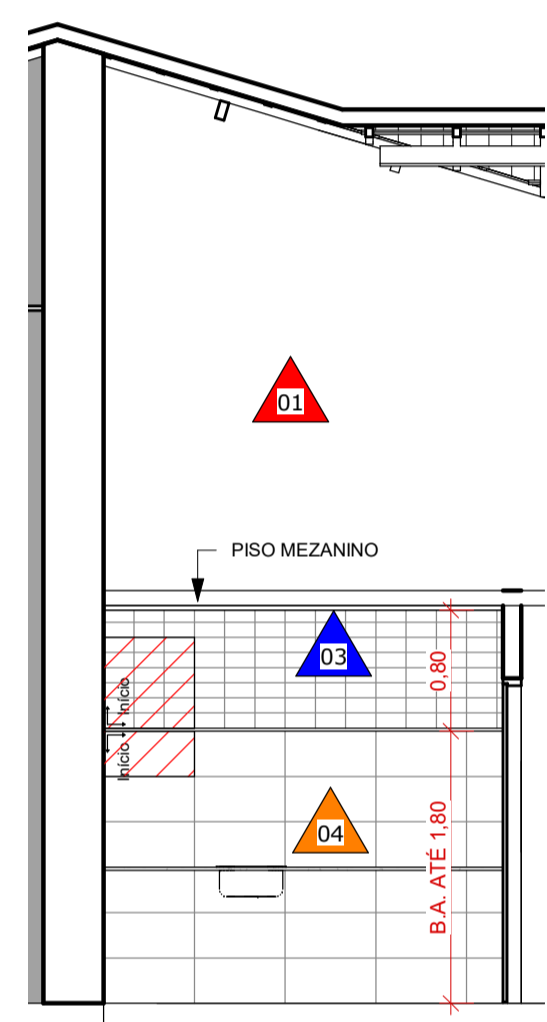 01
PISO MEZANINO
03
0,80
Início
Início
04
B.A. ATÉ 1,80